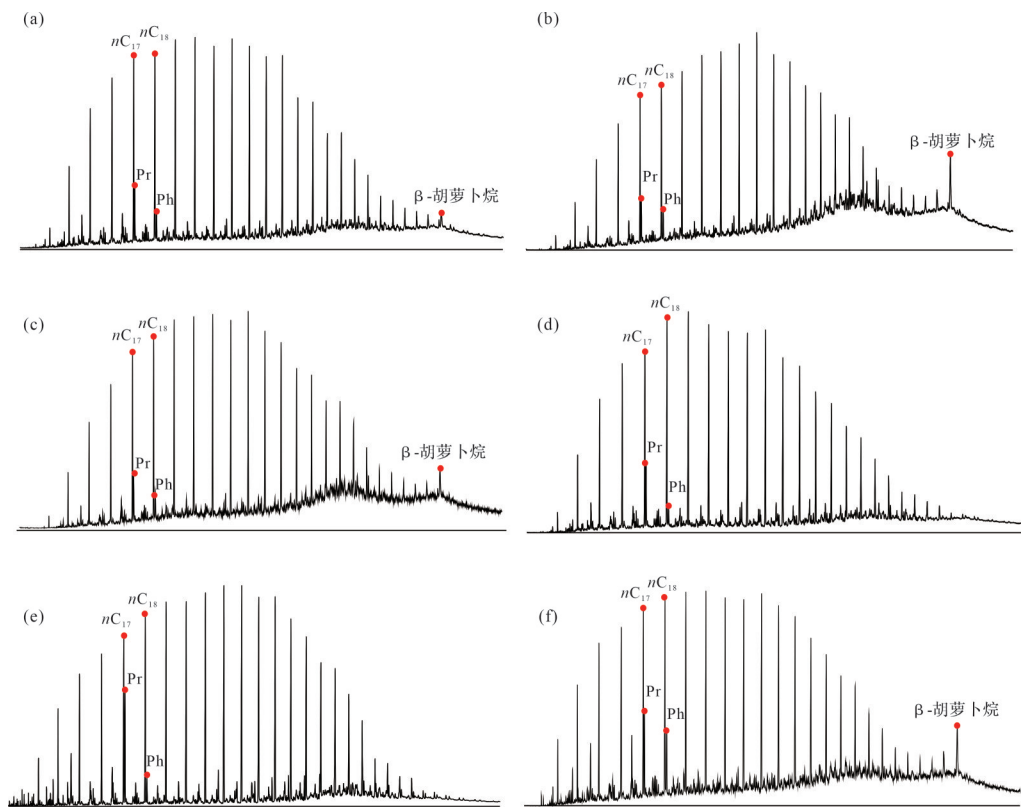 (a)
nC₁₇
nC₁₈
Pr
Ph
β-胡萝卜烷
(b)
nC₁₇
nC₁₈
Pr
Ph
β-胡萝卜烷
(c)
nC₁₇
nC₁₈
Pr
Ph
β-胡萝卜烷
(d)
nC₁₇
nC₁₈
Pr
Ph
(e)
nC₁₇
nC₁₈
Pr
Ph
(f)
nC₁₇
nC₁₈
Pr
Ph
β-胡萝卜烷